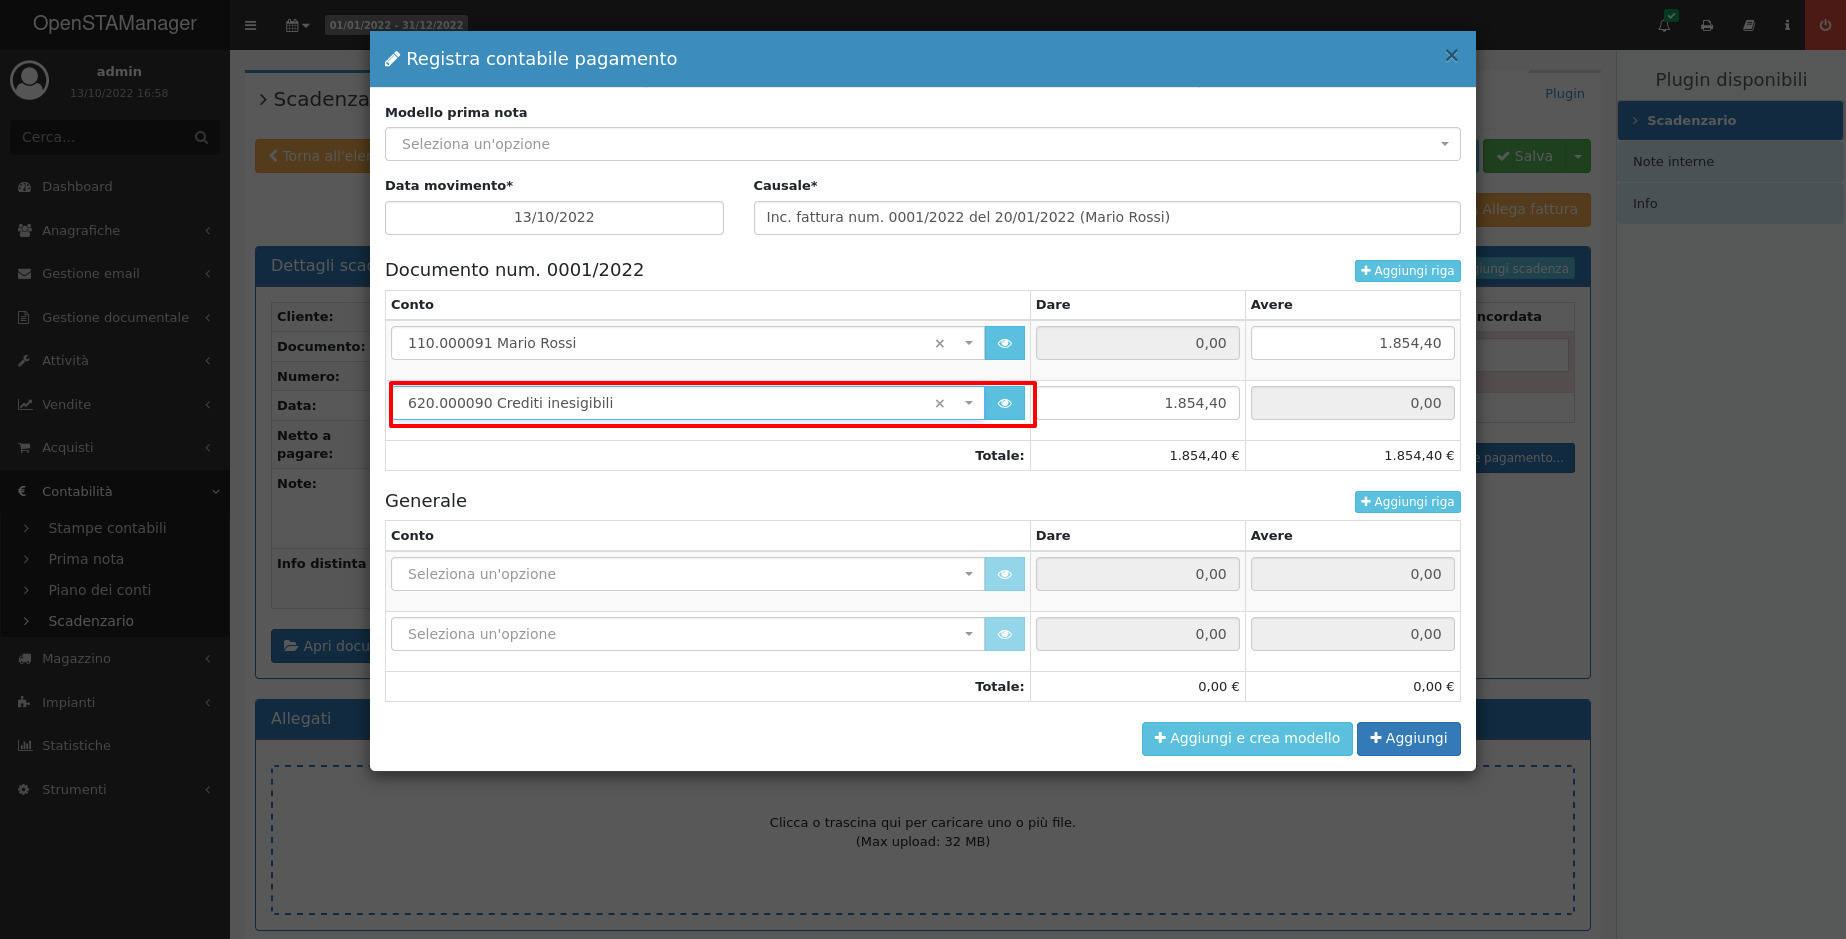 OpenSTAManager
01/01/2022 - 31/12/2022
admin
13/10/2022 16:58
Cerca...
Dashboard
Anagrafiche
Gestione email
Gestione documentale
Attività
Vendite
Acquisti
Contabilità
Stampe contabili
Prima nota
Piano dei conti
Scadenzario
Magazzino
Impianti
Statistiche
Strumenti
Scadenza
Torna all'ele
Dettagli sca
Cliente:
Documento:
Numero:
Data:
Netto a
pagare:
Note:
Info distinta
Apri docu
Allegati
Clicca o trascina qui per caricare uno o più file.
(Max upload: 32 MB)
Registra contabile pagamento
×
Modello prima nota
Seleziona un'opzione
Data movimento*
Causale*
13/10/2022
Inc. fattura num. 0001/2022 del 20/01/2022 (Mario Rossi)
Documento num. 0001/2022
Aggiungi riga
Conto Dare Avere
110.000091 Mario Rossi × 0,00 1.854,40
620.000090 Crediti inesigibili × 1.854,40 0,00
Totale: 1.854,40 € 1.854,40 €
Generale
Aggiungi riga
Conto Dare Avere
Seleziona un'opzione 0,00 0,00
Seleziona un'opzione 0,00 0,00
Totale: 0,00 € 0,00 €
Aggiungi e crea modello
Aggiungi
Plugin
Salva
Allega fattura
iungi scadenza
ncordata
e pagamento...
Plugin disponibili
Scadenzario
Note interne
Info